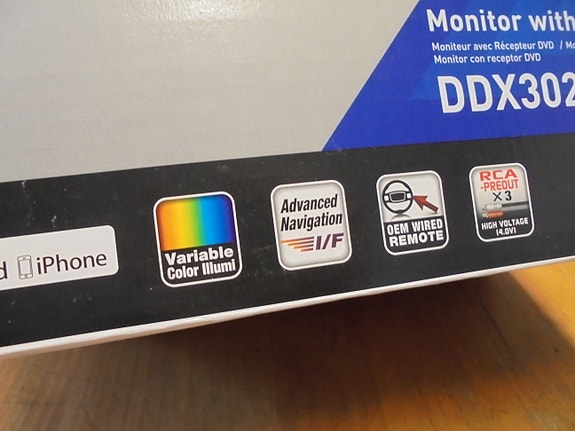 Monitor with
Moniteur avec Récepteur DVD / Mo
Monitor con receptor DVD
DDX302
d iPhone
Variable
Color Illumi
Advanced
Navigation
I/F
OEM WIRED
REMOTE
RCA
-PREOUT
×3
HIGH VOLTAGE
(4.0V)